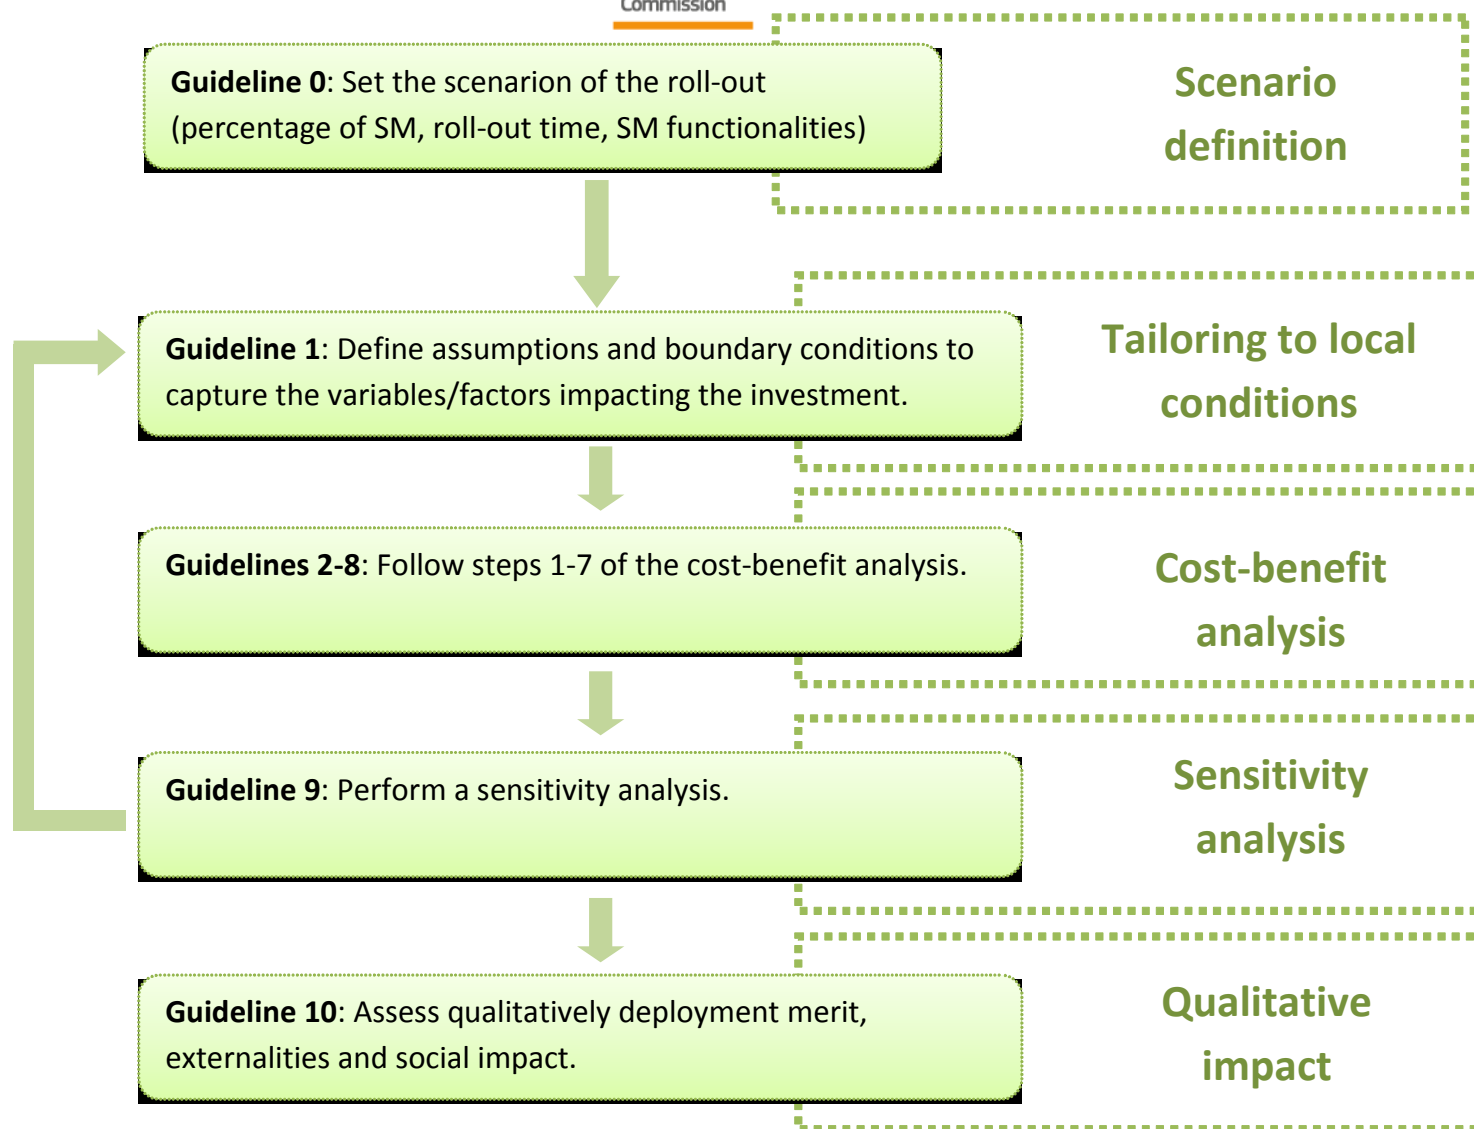 Commission
Guideline 0: Set the scenarion of the roll-out
(percentage of SM, roll-out time, SM functionalities)
Scenario
definition
Guideline 1: Define assumptions and boundary conditions to
capture the variables/factors impacting the investment.
Tailoring to local
conditions
Guidelines 2-8: Follow steps 1-7 of the cost-benefit analysis.
Cost-benefit
analysis
Guideline 9: Perform a sensitivity analysis.
Sensitivity
analysis
Guideline 10: Assess qualitatively deployment merit,
externalities and social impact.
Qualitative
impact